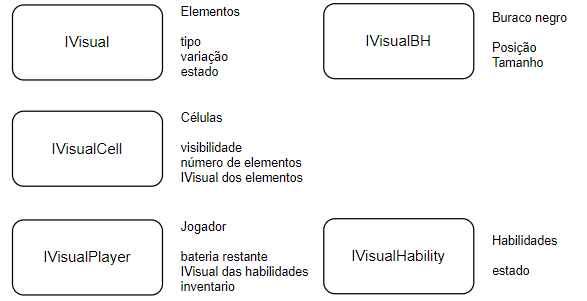 IVisual
Elementos
tipo
variação
estado
IVisualBH
Buraco negro
Posição
Tamanho
IVisualCell
Células
visibilidade
número de elementos
IVisual dos elementos
IVisualPlayer
Jogador
bateria restante
IVisual das habilidades
inventario
IVisualHability
Habilidades
estado